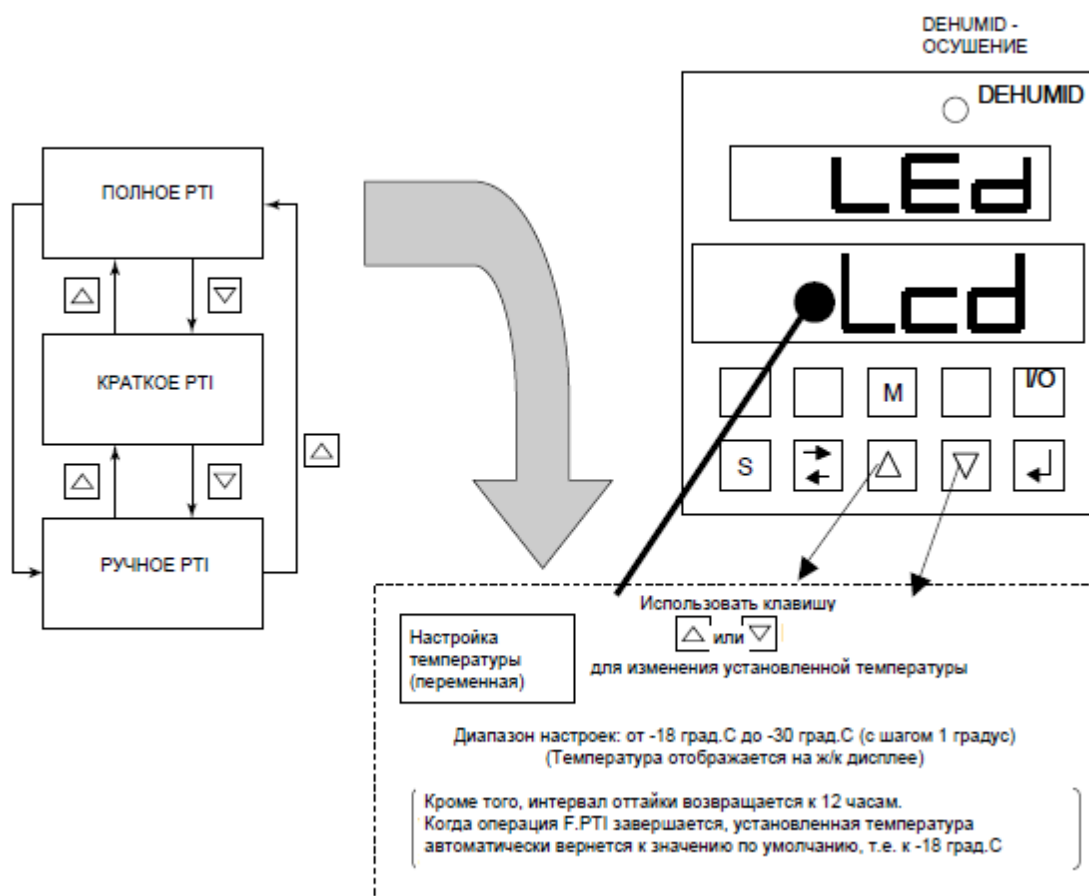 DEHUMID -
ОСУШЕНИЕ
DEHUMID
LEd
Lcd
I/O
M
S
ПОЛНОЕ PTI
КРАТКОЕ PTI
РУЧНОЕ PTI
Использовать клавишу
△ или ▽
для изменения установленной температуры
Настройка
температуры
(переменная)
Диапазон настроек: от -18 град.С до -30 град.С (с шагом 1 градус)
(Температура отображается на ж/к дисплее)
Кроме того, интервал оттайки возвращается к 12 часам.
Когда операция F.PTI завершается, установленная температура
автоматически вернется к значению по умолчанию, т.е. к -18 град.С